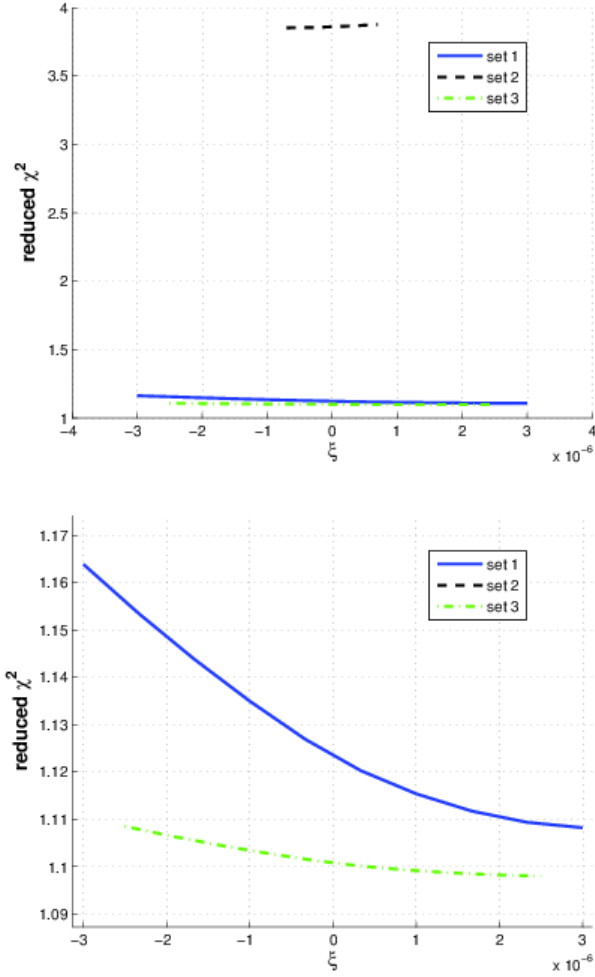 4
3.5
3
2.5
2
1.5
1
reduced χ²
set 1
set 2
set 3
−4 −3 −2 −1 0 1 2 3 4
ξ
x 10⁻⁶
1.17
1.16
1.15
1.14
1.13
1.12
1.11
1.1
1.09
reduced χ²
set 1
set 2
set 3
−3 −2 −1 0 1 2 3
ξ
x 10⁻⁶